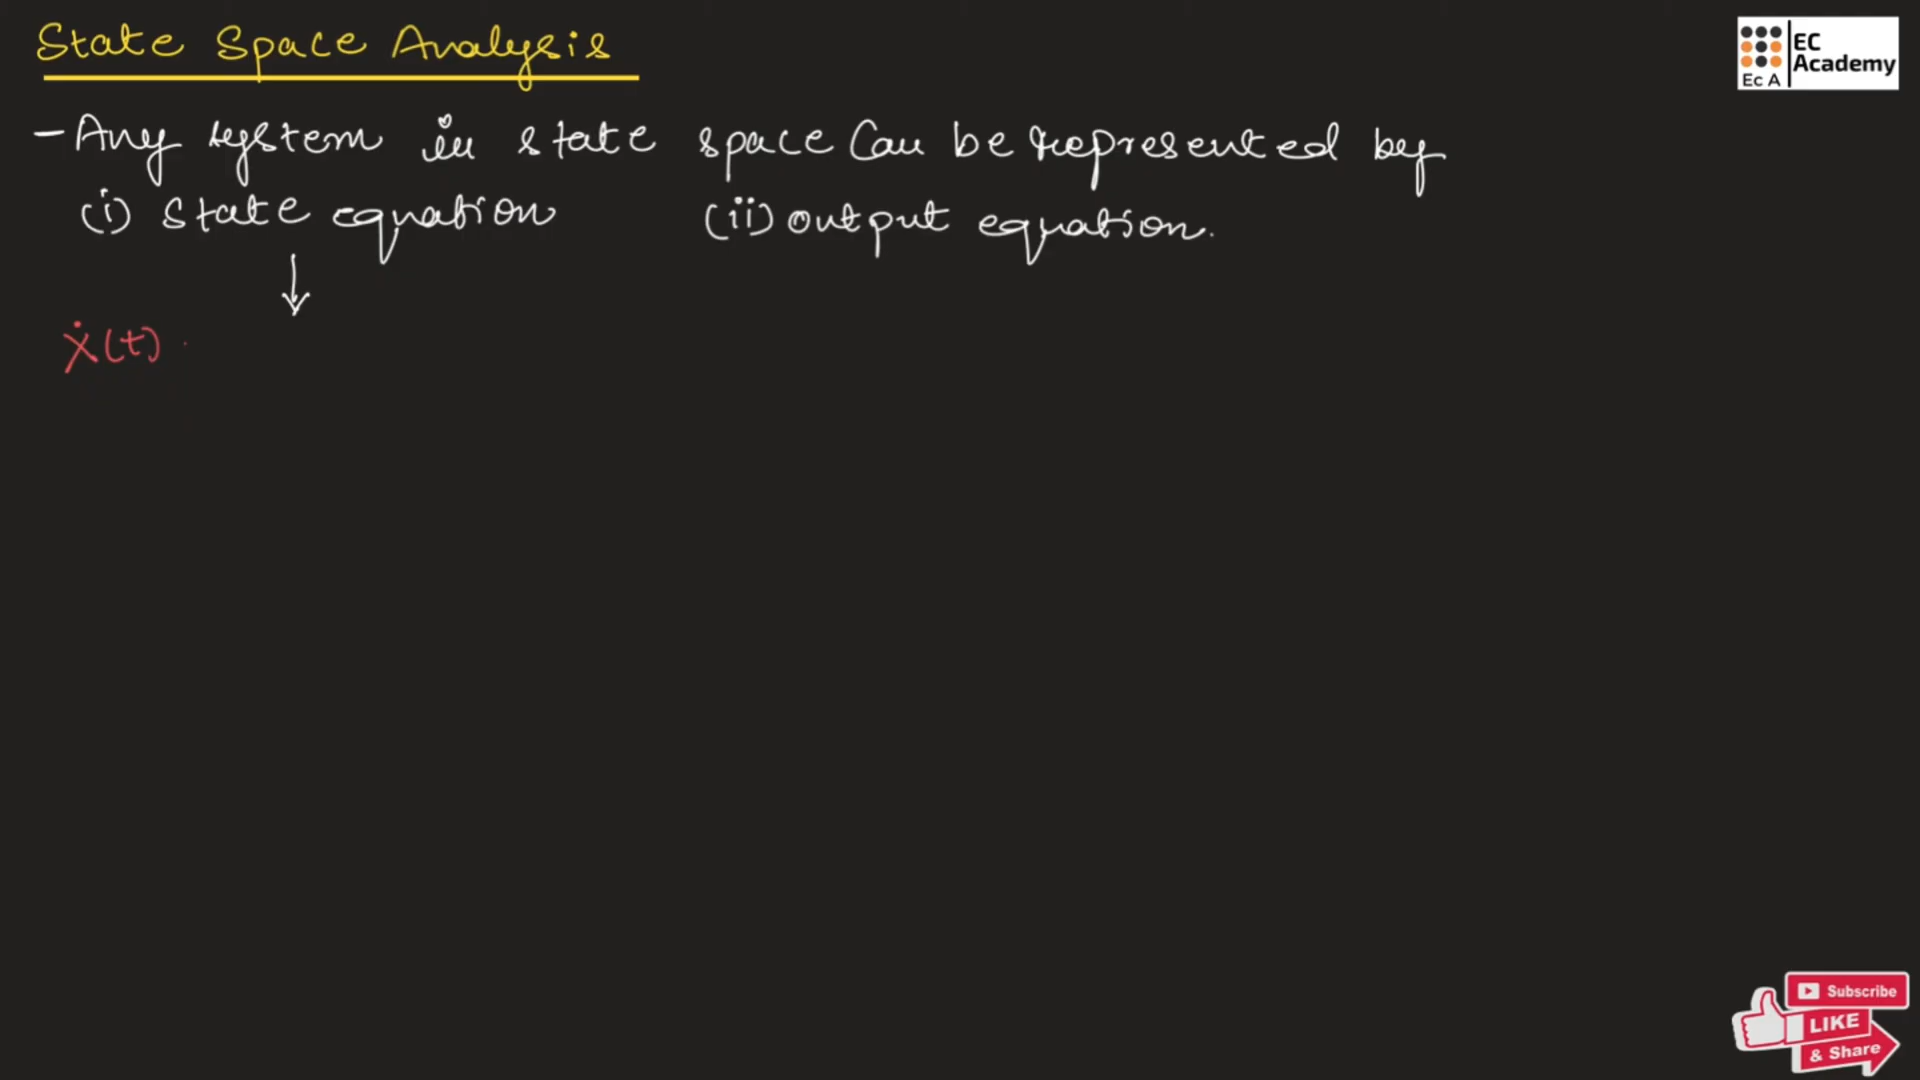 State Space Analysis
EC
Academy
Ec A
- Any system in state space Can be represented by
(i) state equation (ii) output equation.
↓
ẋ(t)
Subscribe
LIKE
& Share